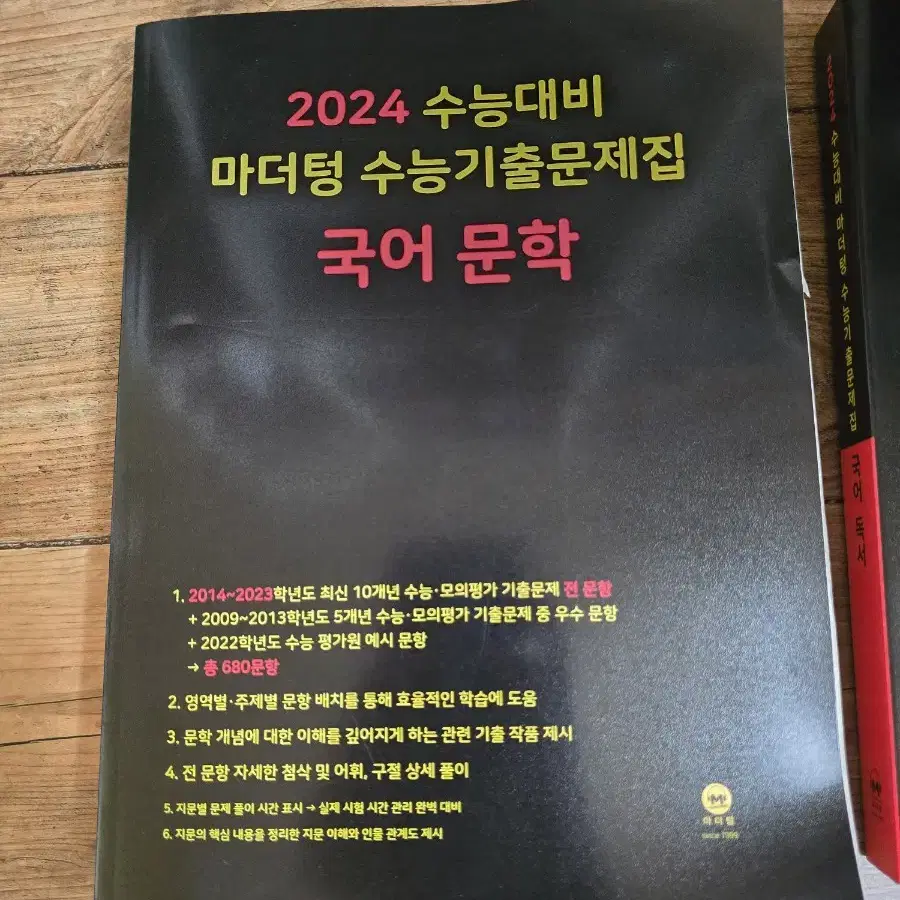 2024 수능대비
마더텅 수능기출문제집
국어 문학
1. 2014~2023학년도 최신 10개년 수능·모의평가 기출문제 전 문항
+ 2009~2013학년도 5개년 수능·모의평가 기출문제 중 우수 문항
+ 2022학년도 수능 평가원 예시 문항
→ 총 680문항
2. 영역별·주제별 문항 배치를 통해 효율적인 학습에 도움
3. 문학 개념에 대한 이해를 깊어지게 하는 관련 기출 작품 제시
4. 전 문항 자세한 첨삭 및 어휘, 구절 상세 풀이
5. 지문별 문제 풀이 시간 표시 → 실제 시험 시간 관리 완벽 대비
6. 지문의 핵심 내용을 정리한 지문 이해와 인물 관계도 제시
마더텅
since 1999
2024 수능대비 마더텅 수능기출문제집 국어 독서